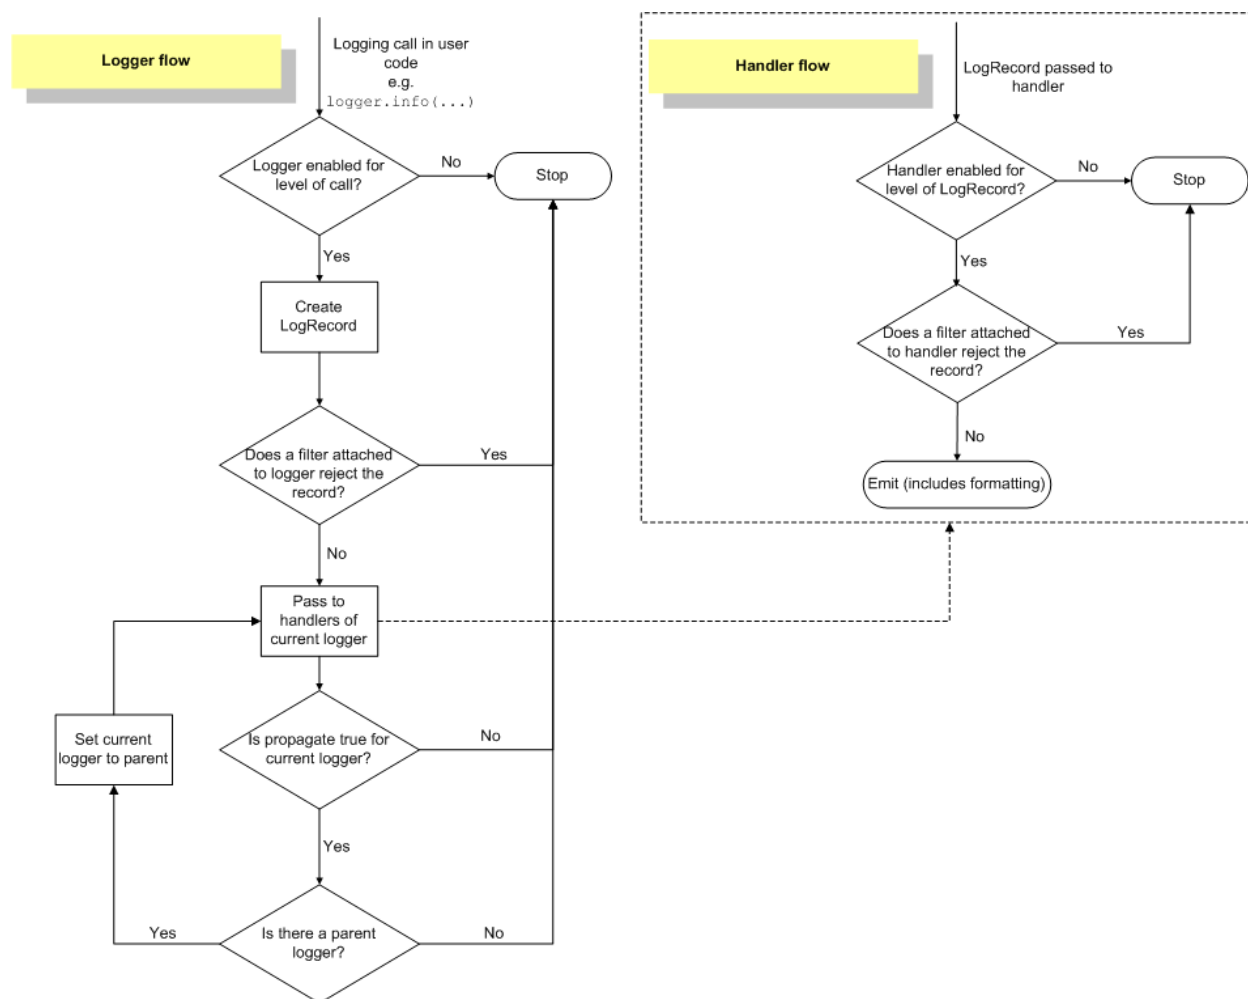 Logger flow
Logging call in user
code
e.g.
logger.info(...)
Logger enabled for
level of call?
No
Stop
Yes
Create
LogRecord
Does a filter attached
to logger reject the
record?
Yes
No
Pass to
handlers of
current logger
Set current
logger to parent
Is propagate true for
current logger?
No
Yes
Is there a parent
logger?
Yes
No
Handler flow
LogRecord passed to
handler
Handler enabled for
level of LogRecord?
No
Stop
Yes
Does a filter attached
to handler reject the
record?
Yes
No
Emit (includes formatting)